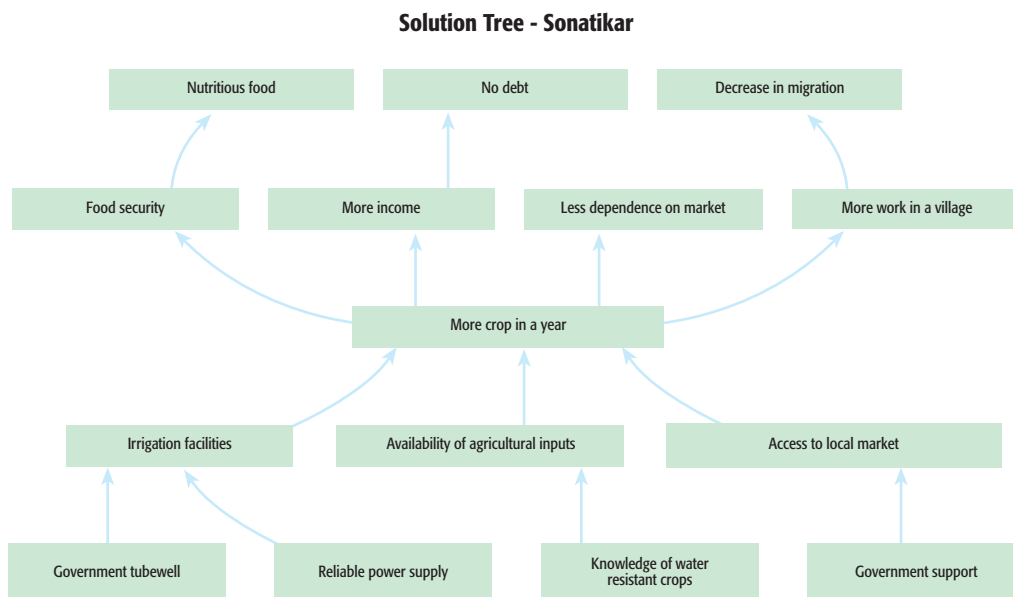 Solution Tree - Sonatikar
Nutritious food
No debt
Decrease in migration
Food security
More income
Less dependence on market
More work in a village
More crop in a year
Irrigation facilities
Availability of agricultural inputs
Access to local market
Government tubewell
Reliable power supply
Knowledge of water
resistant crops
Government support